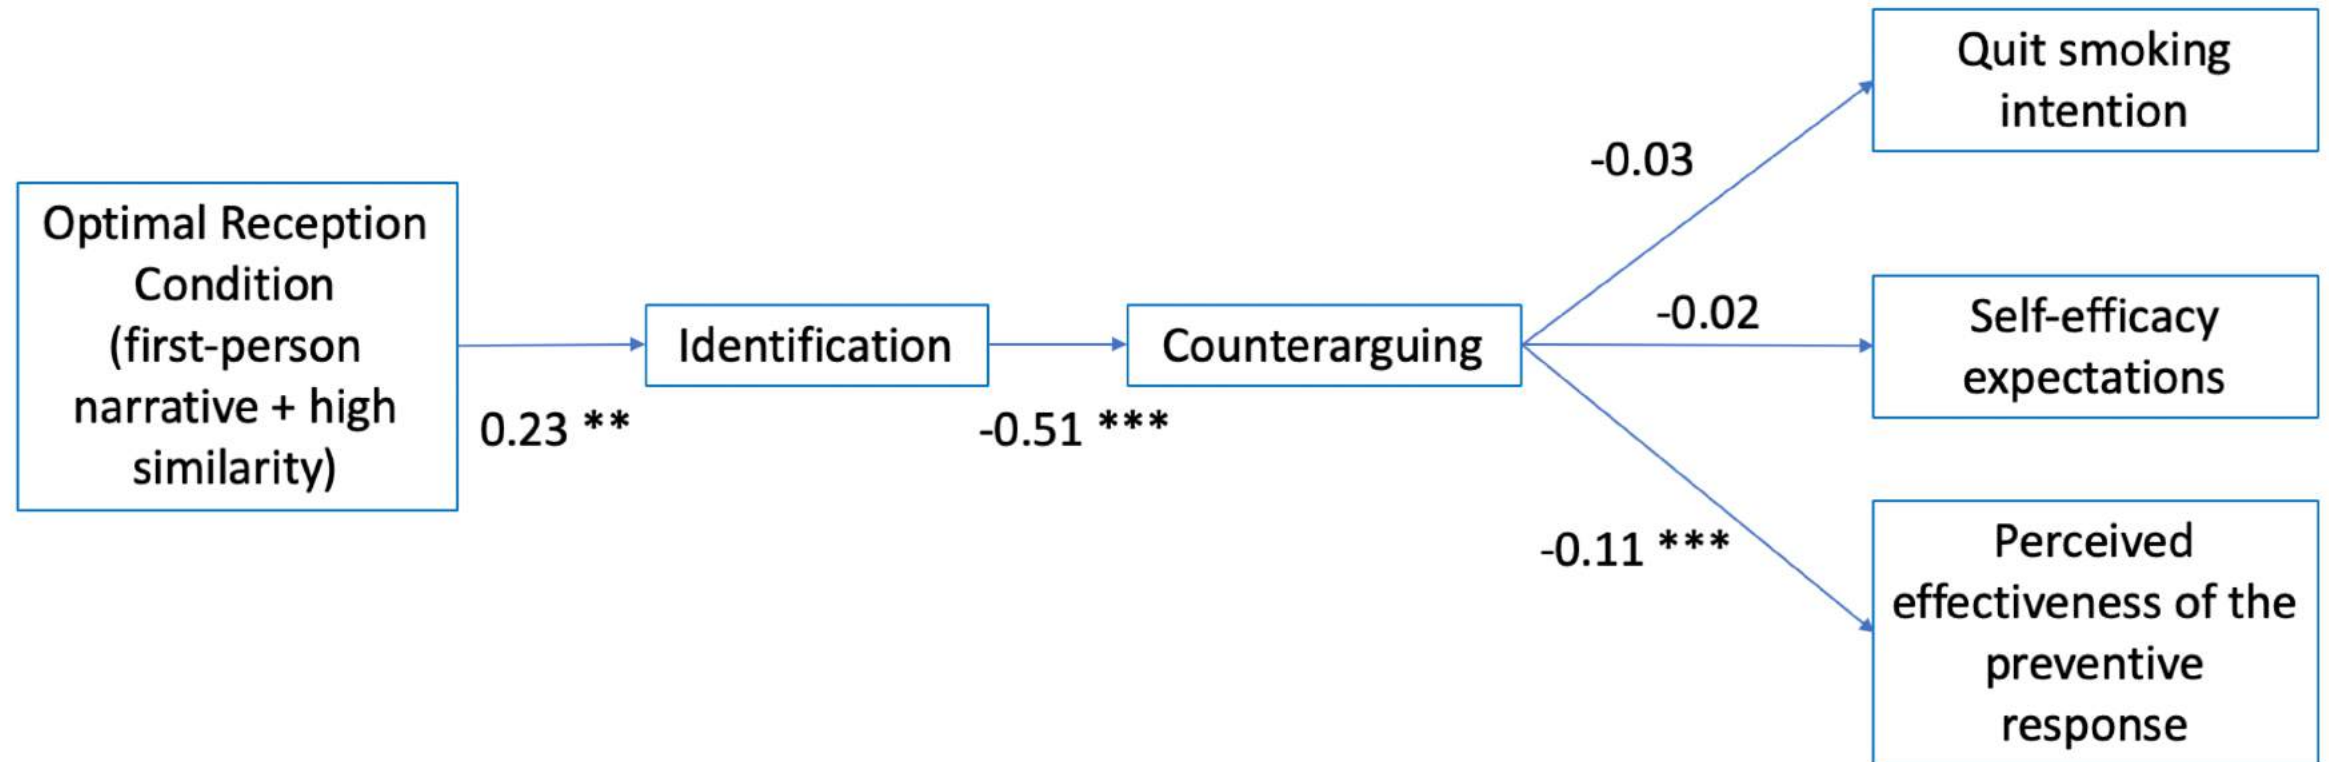 Optimal Reception
Condition
(first-person
narrative + high
similarity)
0.23 **
Identification
-0.51 ***
Counterarguing
-0.03
-0.02
-0.11 ***
Quit smoking
intention
Self-efficacy
expectations
Perceived
effectiveness of the
preventive
response